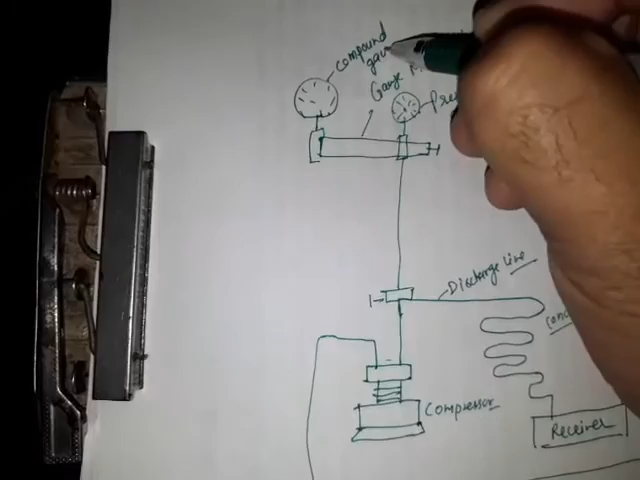 compound
Gauge
Discharge Line
Compressor
Receiver